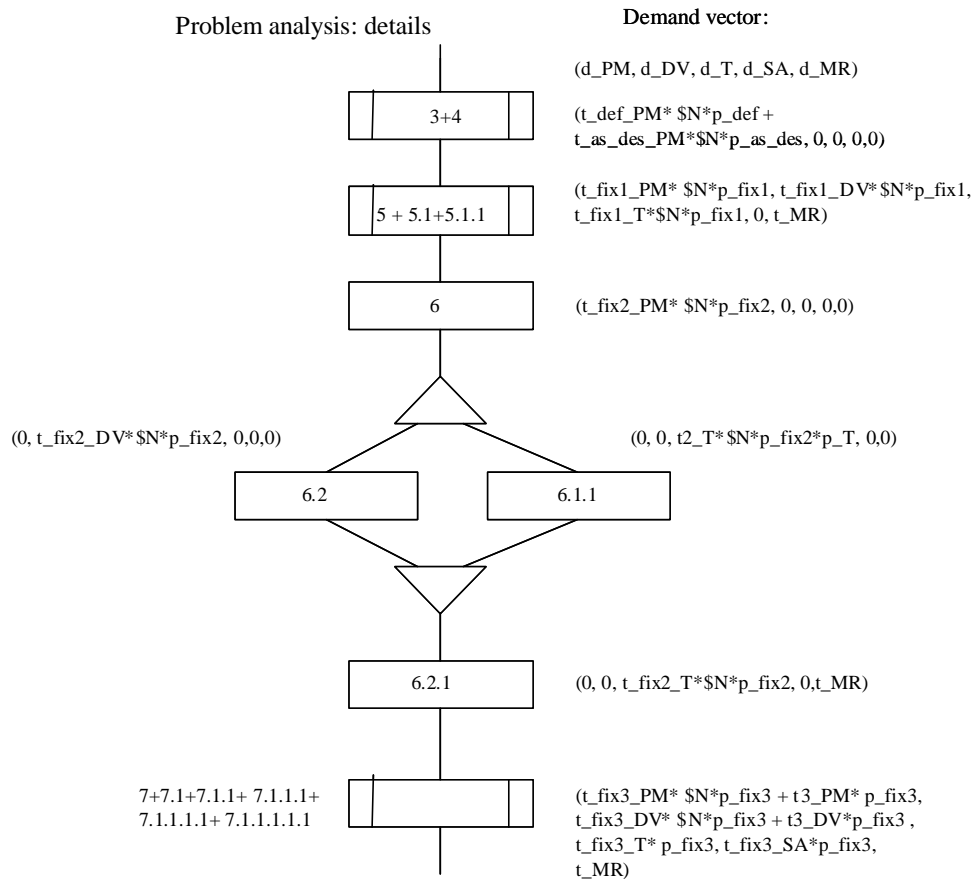 Problem analysis: details
Demand vector:
(d_PM, d_DV, d_T, d_SA, d_MR)
3+4
(t_def_PM* $N*p_def +
t_as_des_PM*$N*p_as_des, 0, 0, 0,0)
5 + 5.1+5.1.1
(t_fix1_PM* $N*p_fix1, t_fix1_DV*$N*p_fix1,
t_fix1_T*$N*p_fix1, 0, t_MR)
6
(t_fix2_PM* $N*p_fix2, 0, 0, 0,0)
(0, t_fix2_DV*$N*p_fix2, 0,0,0)
(0, 0, t2_T*$N*p_fix2*p_T, 0,0)
6.2
6.1.1
6.2.1
(0, 0, t_fix2_T*$N*p_fix2, 0,t_MR)
7+7.1+7.1.1+ 7.1.1.1+
7.1.1.1.1+ 7.1.1.1.1.1
(t_fix3_PM* $N*p_fix3 + t3_PM* p_fix3,
t_fix3_DV* $N*p_fix3 + t3_DV*p_fix3 ,
t_fix3_T* p_fix3, t_fix3_SA*p_fix3,
t_MR)